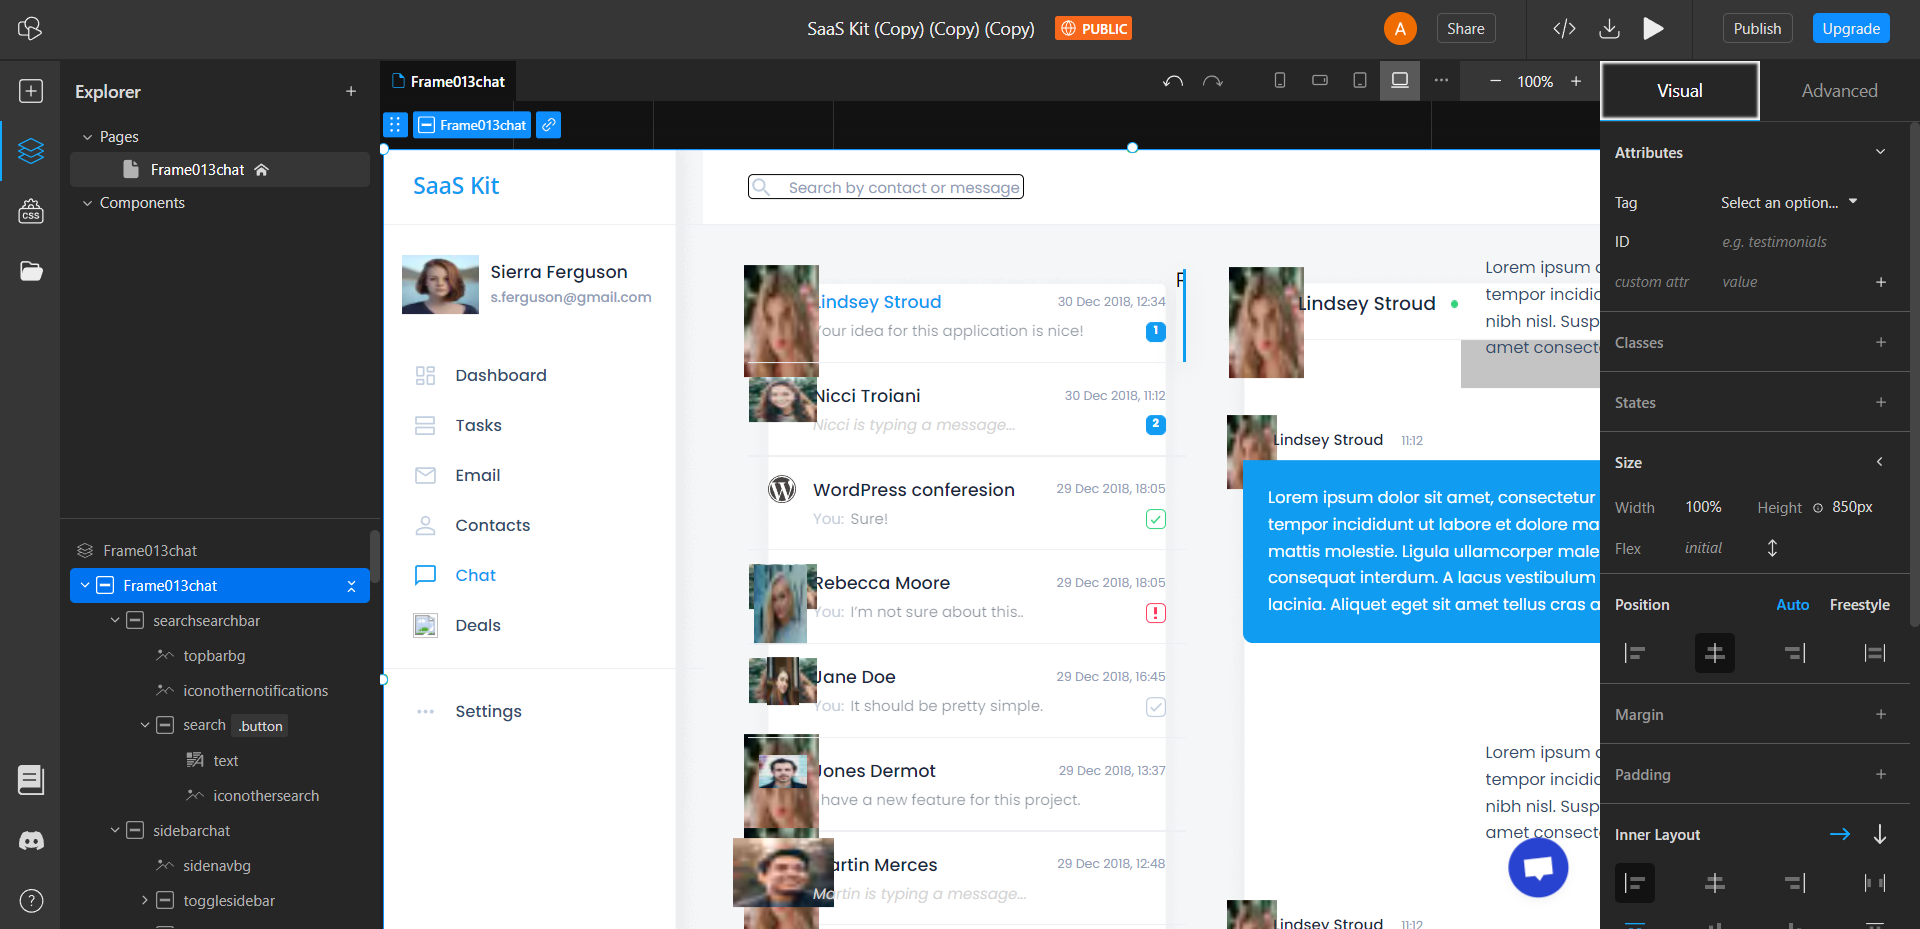 SaaS Kit (Copy) (Copy) (Copy)
PUBLIC
A
Share
Publish
Upgrade
Explorer
Pages
Frame013chat
Components
CSS
Frame013chat
Frame013chat
searchsearchbar
topbarbg
iconothernotifications
search .button
text
iconothersearch
sidebarchat
sidenavbg
togglesidebar
Frame013chat
100%
Frame013chat
SaaS Kit
Search by contact or message
Sierra Ferguson
s.ferguson@gmail.com
Dashboard
Tasks
Email
Contacts
Chat
Deals
Settings
Lindsey Stroud 30 Dec 2018, 12:34
Your idea for this application is nice! 1
Nicci Troiani 30 Dec 2018, 11:12
Nicci is typing a message... 2
WordPress conferesion 29 Dec 2018, 18:05
You: Sure!
Rebecca Moore 29 Dec 2018, 18:05
You: I’m not sure about this..
Jane Doe 29 Dec 2018, 16:45
You: It should be pretty simple.
Jones Dermot 29 Dec 2018, 13:37
have a new feature for this project.
Martin Merces 29 Dec 2018, 12:48
Martin is typing a message...
Lindsey Stroud
Lorem ipsum
tempor incidic
nibh nisl. Susp
amet consecte
Lindsey Stroud 11:12
Lorem ipsum dolor sit amet, consectetur
tempor incididunt ut labore et dolore ma
mattis molestie. Ligula ullamcorper male
consequat interdum. A lacus vestibulum
lacinia. Aliquet eget sit amet tellus cras a
Lorem ipsum
tempor incidic
nibh nisl. Susp
amet consecte
Lindsey Stroud 11:12
Visual
Advanced
Attributes
Tag Select an option...
ID e.g. testimonials
custom attr value
Classes
States
Size
Width 100% Height 850px
Flex initial
Position Auto Freestyle
Margin
Padding
Inner Layout